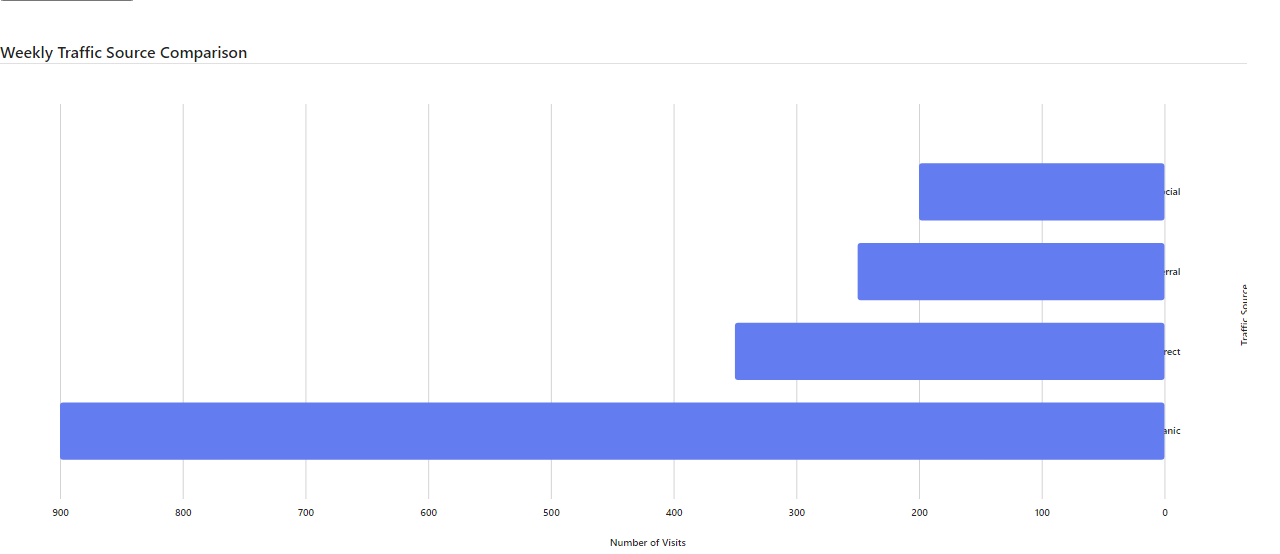 Weekly Traffic Source Comparison
cial
rral
Traffic Source
rect
anic
900 800 700 600 500 400 300 200 100 0
Number of Visits